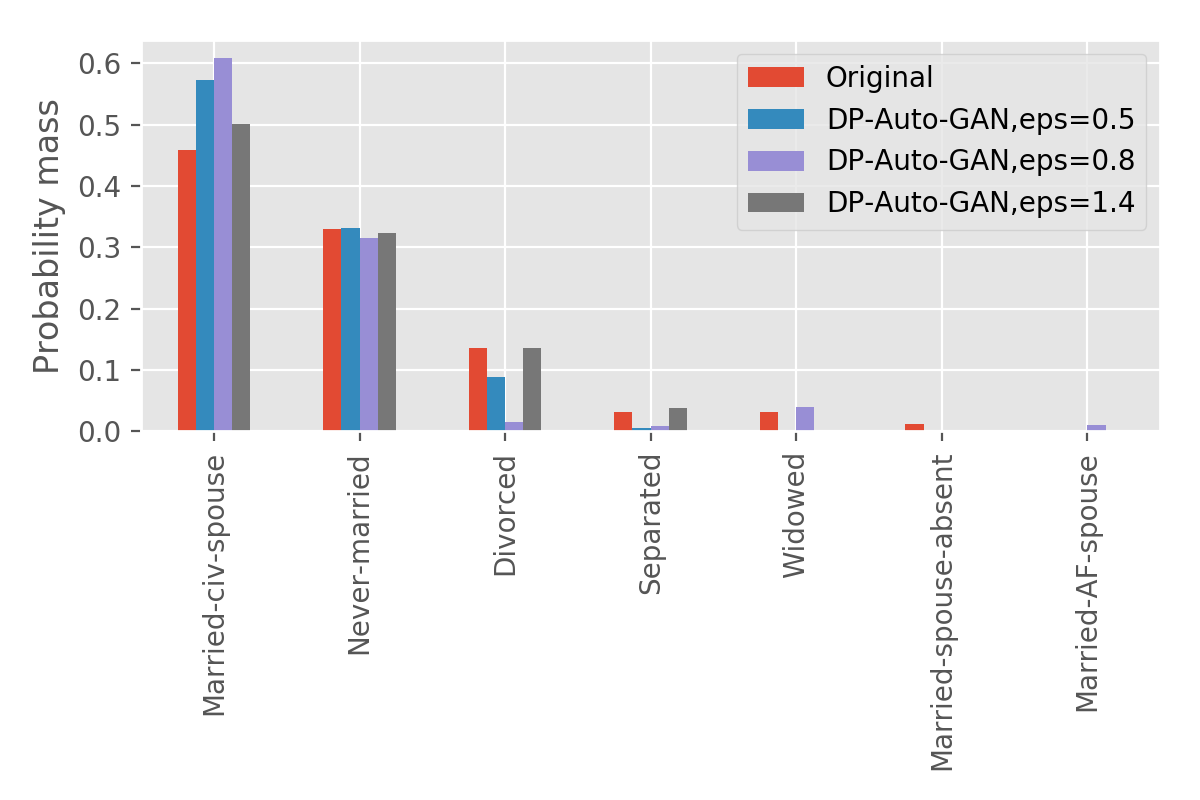 Probability mass
0.6
0.5
0.4
0.3
0.2
0.1
0.0
Original
DP-Auto-GAN,eps=0.5
DP-Auto-GAN,eps=0.8
DP-Auto-GAN,eps=1.4
Married-civ-spouse
Never-married
Divorced
Separated
Widowed
Married-spouse-absent
Married-AF-spouse